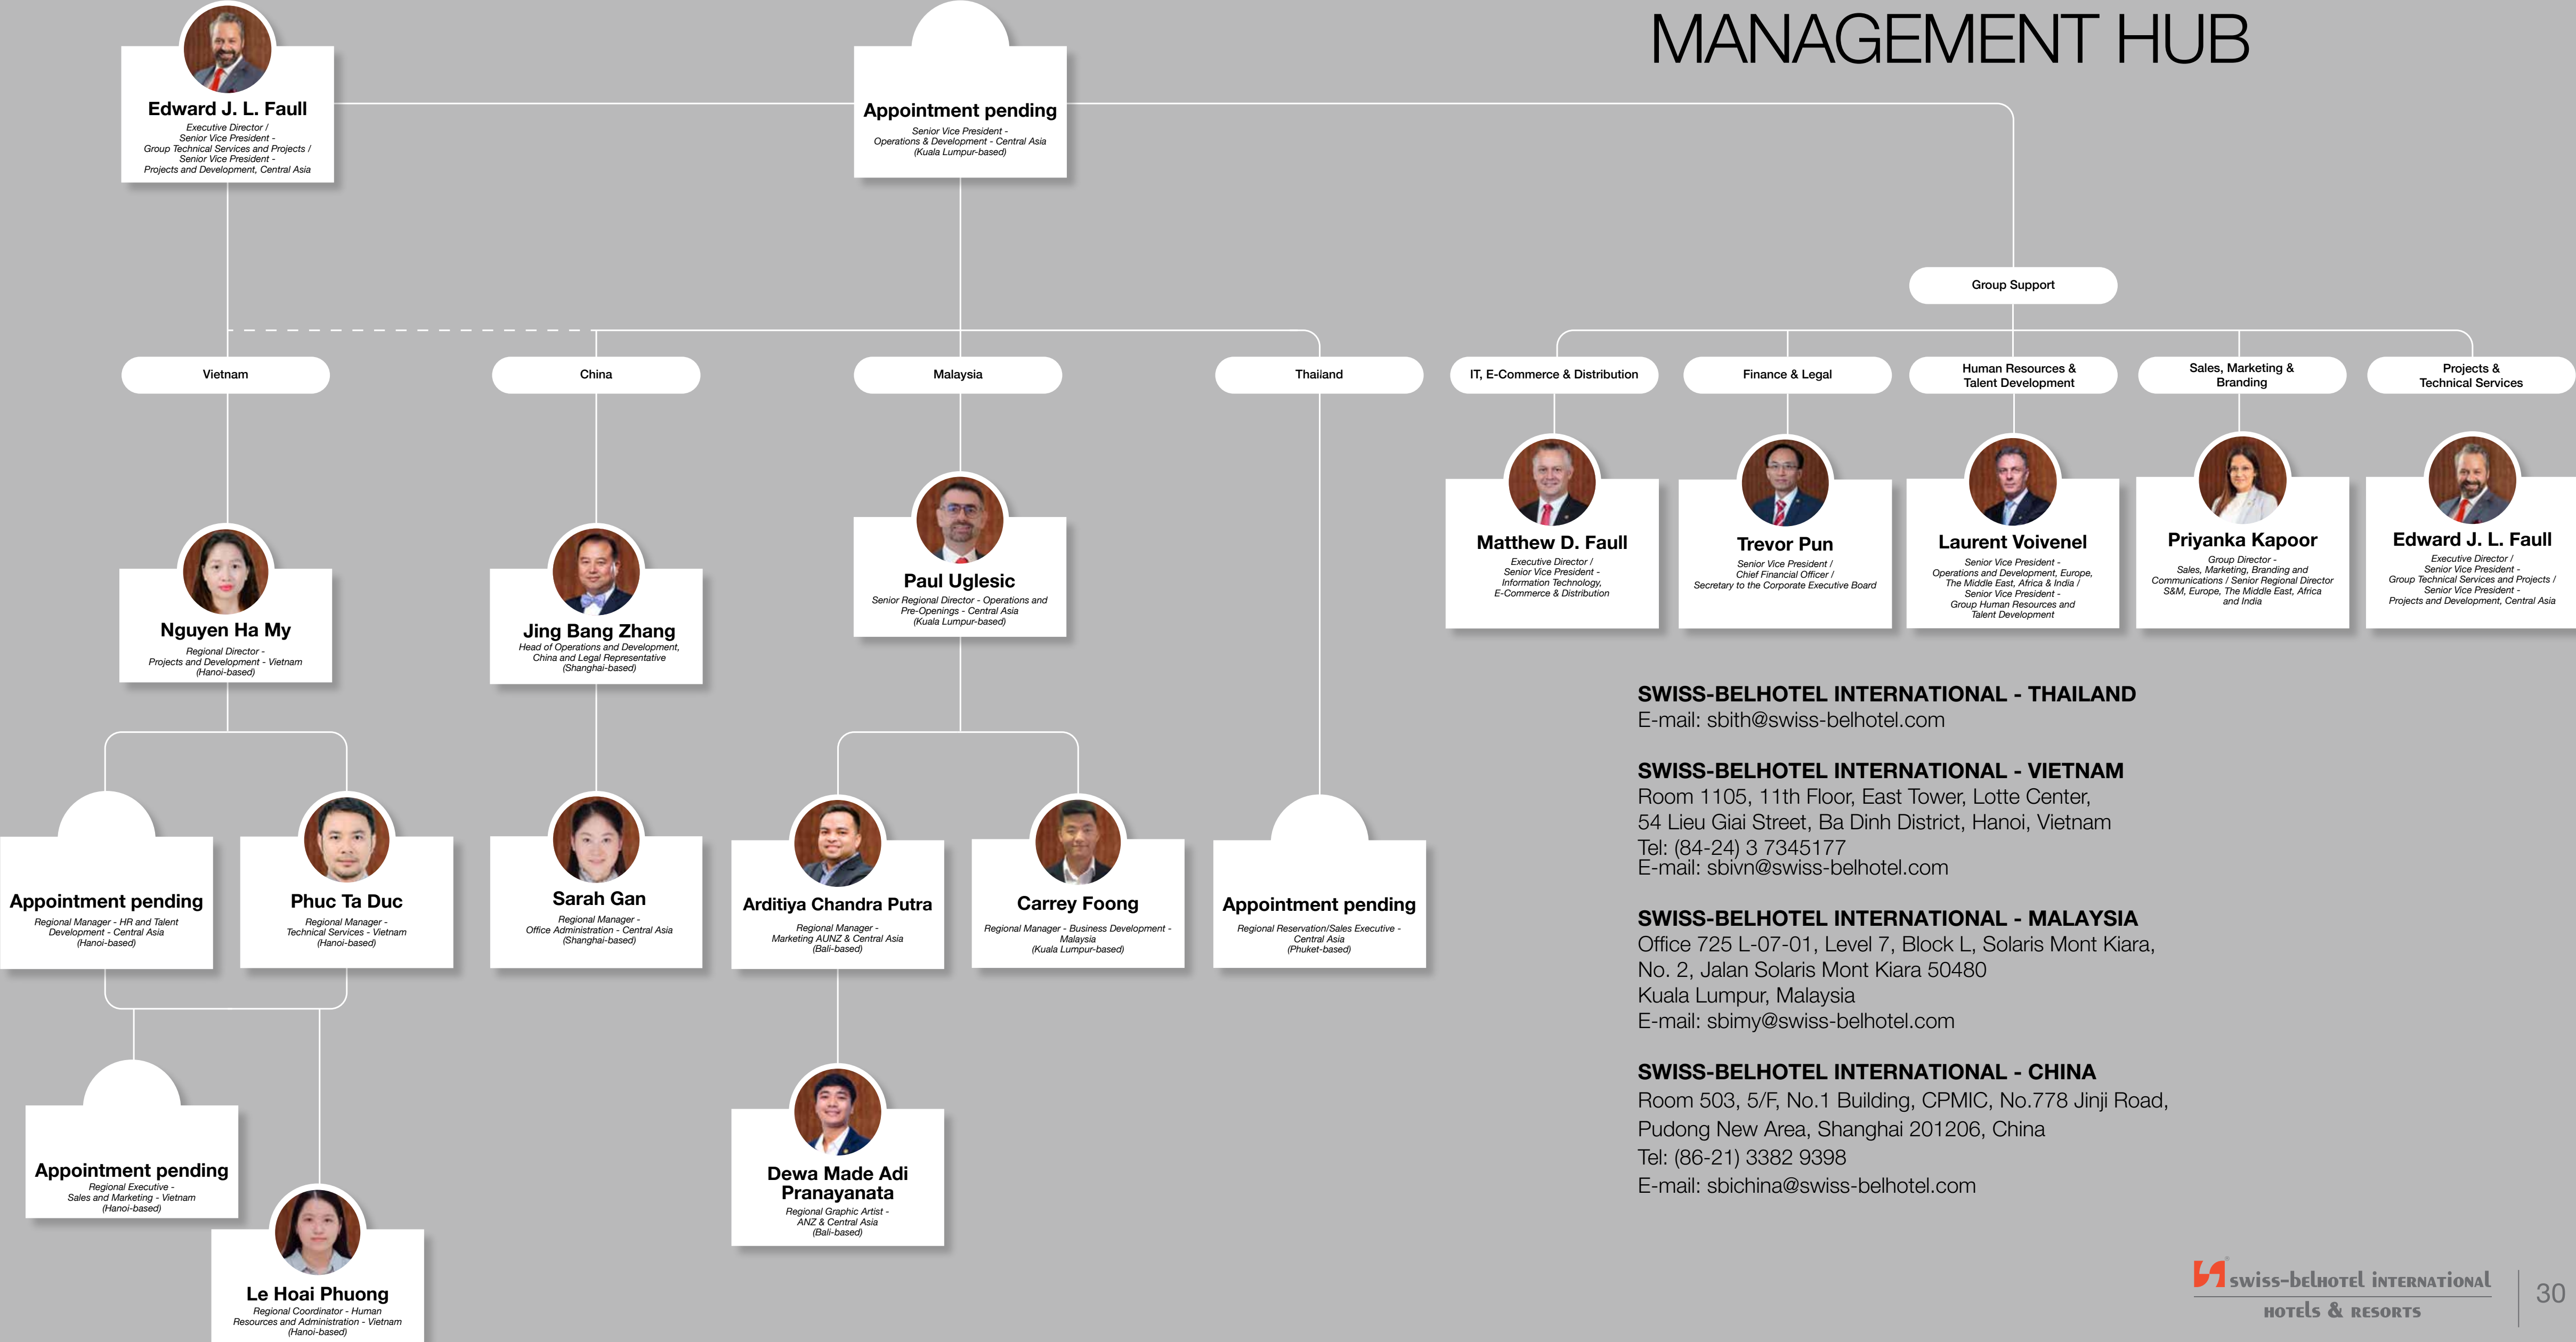 MANAGEMENT HUB
Edward J. L. Faull
Executive Director /
Senior Vice President -
Group Technical Services and Projects /
Senior Vice President -
Projects and Development, Central Asia
Appointment pending
Senior Vice President -
Operations & Development - Central Asia
(Kuala Lumpur-based)
Group Support
Vietnam
China
Malaysia
Thailand
IT, E-Commerce & Distribution
Finance & Legal
Human Resources &
Talent Development
Sales, Marketing &
Branding
Projects &
Technical Services
Nguyen Ha My
Regional Director -
Projects and Development - Vietnam
(Hanoi-based)
Jing Bang Zhang
Head of Operations and Development,
China and Legal Representative
(Shanghai-based)
Paul Uglesic
Senior Regional Director - Operations and
Pre-Openings - Central Asia
(Kuala Lumpur-based)
Matthew D. Faull
Executive Director /
Senior Vice President -
Information Technology,
E-Commerce & Distribution
Trevor Pun
Senior Vice President /
Chief Financial Officer /
Secretary to the Corporate Executive Board
Laurent Voivenel
Senior Vice President -
Operations and Development, Europe,
The Middle East, Africa & India /
Senior Vice President -
Group Human Resources and
Talent Development
Priyanka Kapoor
Group Director -
Sales, Marketing, Branding and
Communications / Senior Regional Director
S&M, Europe, The Middle East, Africa
and India
Edward J. L. Faull
Executive Director /
Senior Vice President -
Group Technical Services and Projects /
Senior Vice President -
Projects and Development, Central Asia
Appointment pending
Regional Manager - HR and Talent
Development - Central Asia
(Hanoi-based)
Phuc Ta Duc
Regional Manager -
Technical Services - Vietnam
(Hanoi-based)
Sarah Gan
Regional Manager -
Office Administration - Central Asia
(Shanghai-based)
Arditiya Chandra Putra
Regional Manager -
Marketing AUNZ & Central Asia
(Bali-based)
Carrey Foong
Regional Manager - Business Development -
Malaysia
(Kuala Lumpur-based)
Appointment pending
Regional Reservation/Sales Executive -
Central Asia
(Phuket-based)
Appointment pending
Regional Executive -
Sales and Marketing - Vietnam
(Hanoi-based)
Le Hoai Phuong
Regional Coordinator - Human
Resources and Administration - Vietnam
(Hanoi-based)
Dewa Made Adi
Pranayanata
Regional Graphic Artist -
ANZ & Central Asia
(Bali-based)
SWISS-BELHOTEL INTERNATIONAL - THAILAND
E-mail: sbith@swiss-belhotel.com
SWISS-BELHOTEL INTERNATIONAL - VIETNAM
Room 1105, 11th Floor, East Tower, Lotte Center,
54 Lieu Giai Street, Ba Dinh District, Hanoi, Vietnam
Tel: (84-24) 3 7345177
E-mail: sbivn@swiss-belhotel.com
SWISS-BELHOTEL INTERNATIONAL - MALAYSIA
Office 725 L-07-01, Level 7, Block L, Solaris Mont Kiara,
No. 2, Jalan Solaris Mont Kiara 50480
Kuala Lumpur, Malaysia
E-mail: sbimy@swiss-belhotel.com
SWISS-BELHOTEL INTERNATIONAL - CHINA
Room 503, 5/F, No.1 Building, CPMIC, No.778 Jinji Road,
Pudong New Area, Shanghai 201206, China
Tel: (86-21) 3382 9398
E-mail: sbichina@swiss-belhotel.com
swiss-belhotel international
hotels & resorts
30